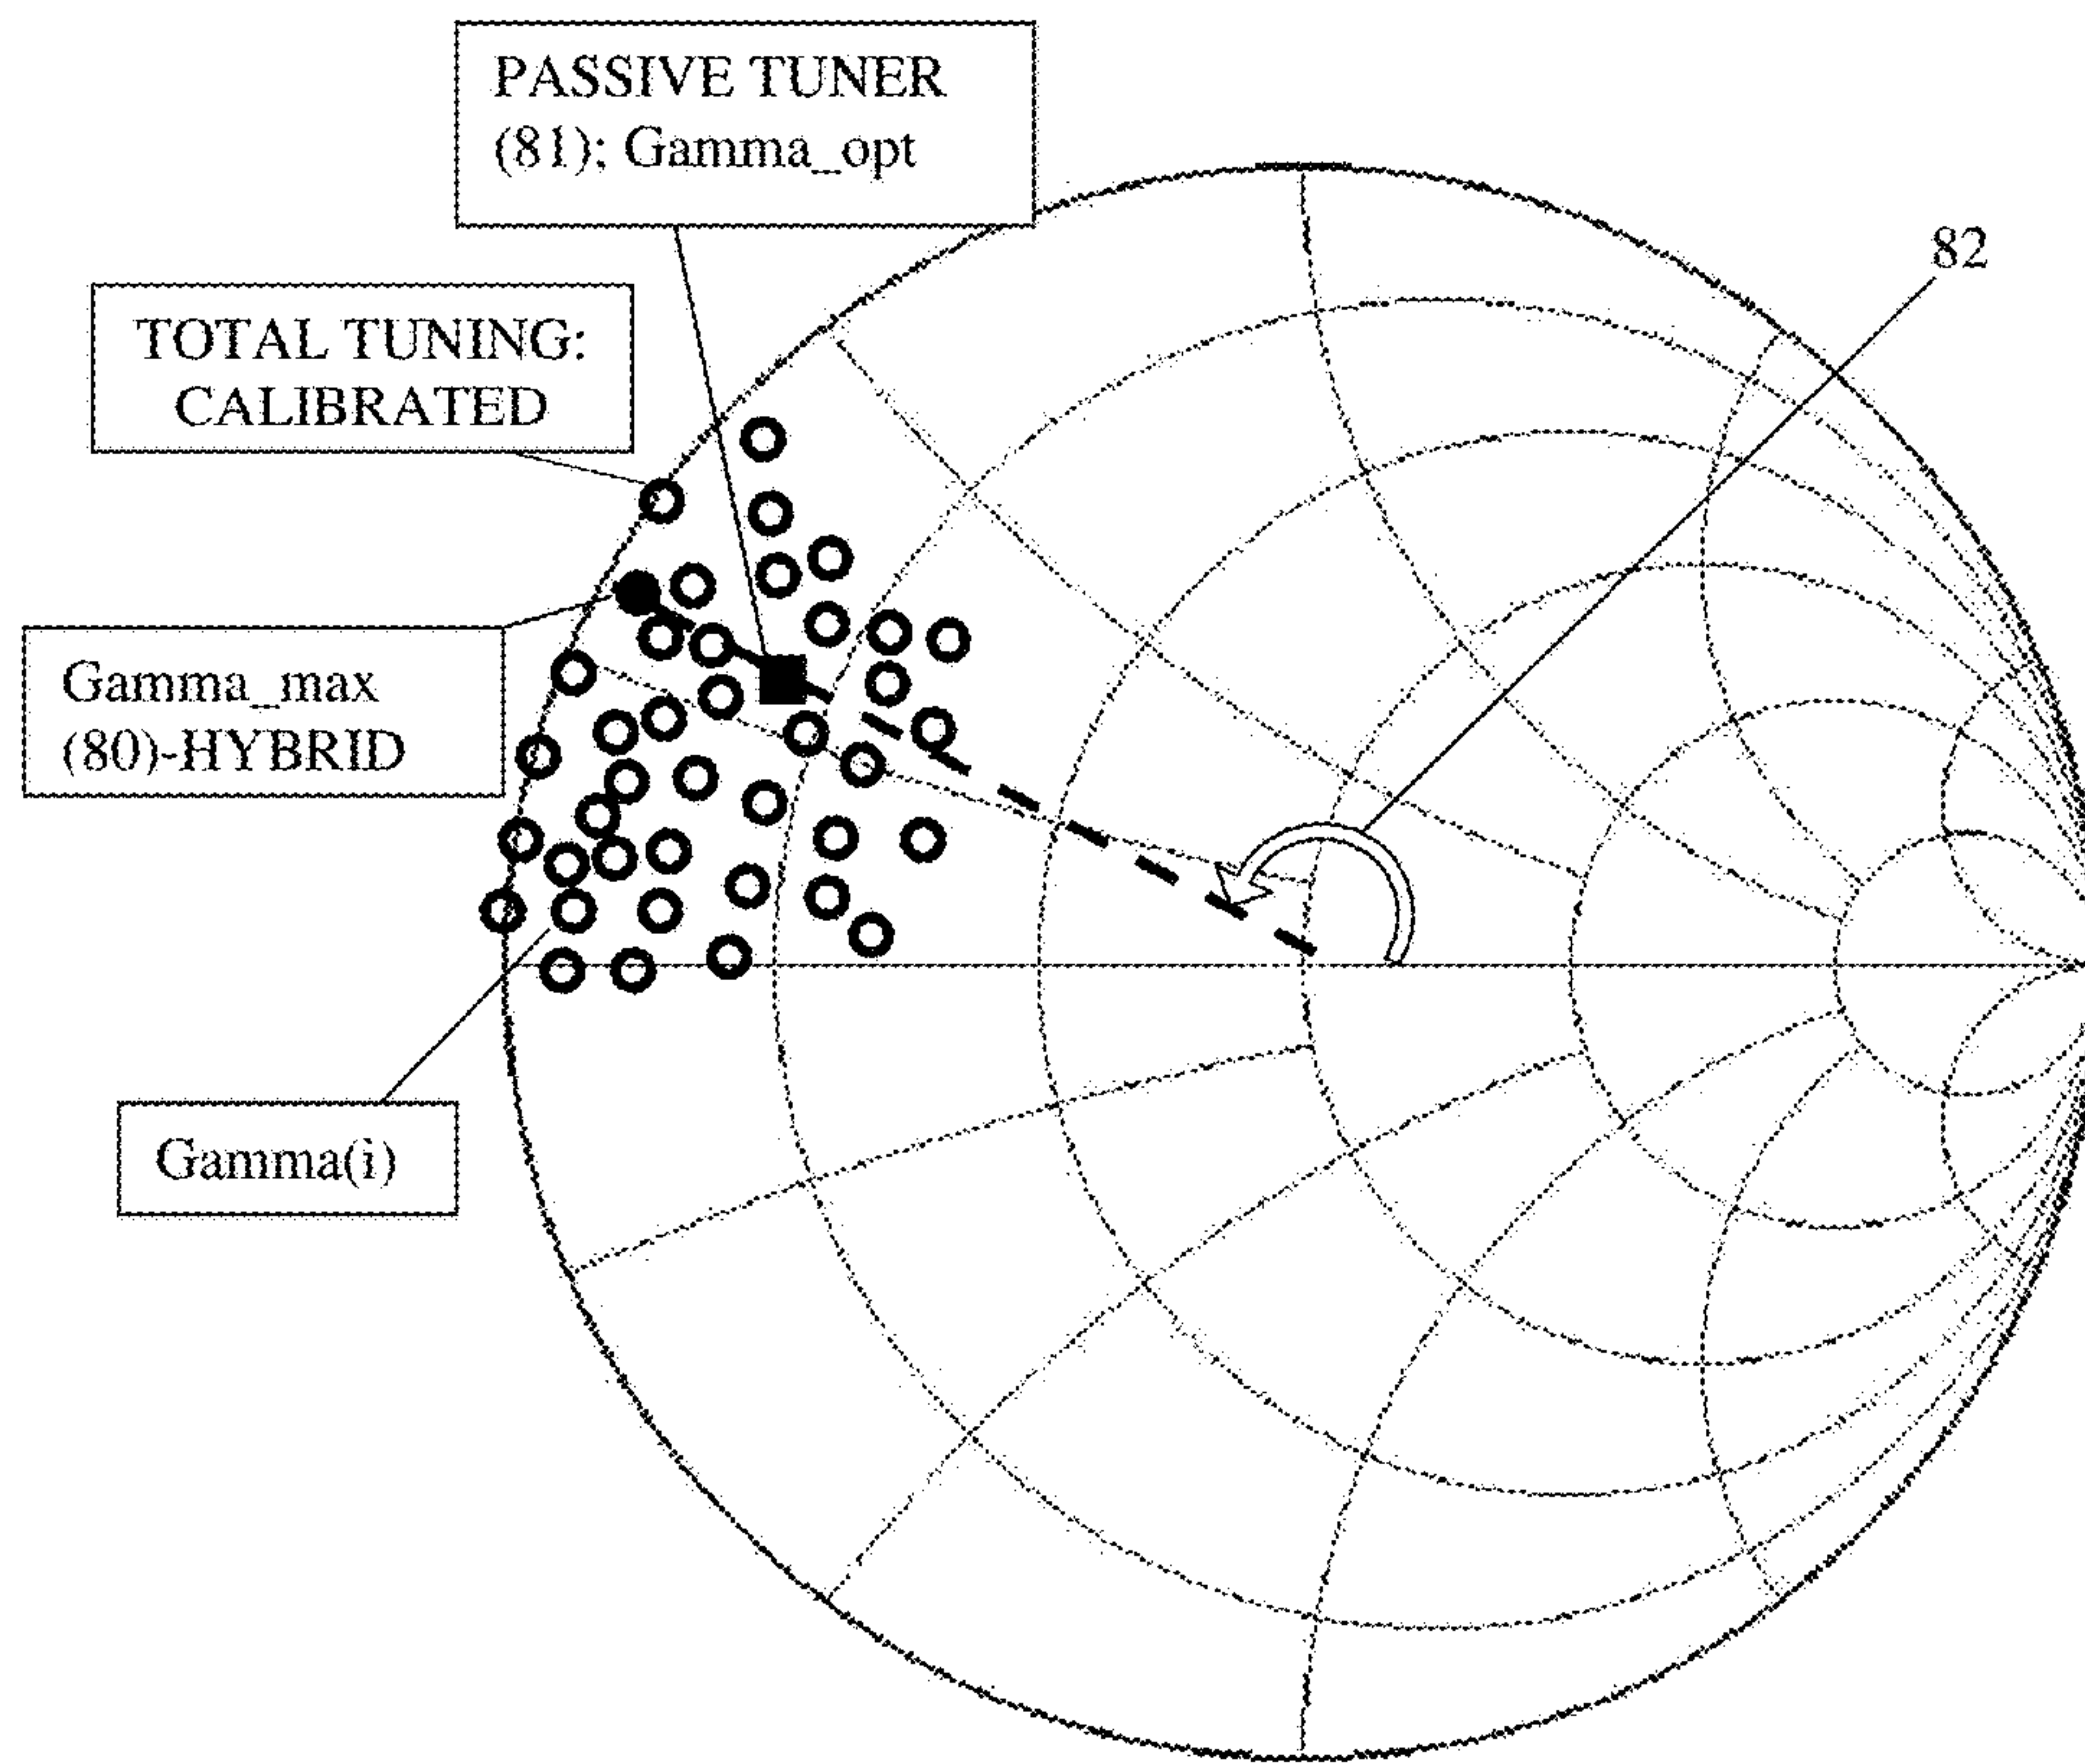 PASSIVE TUNER
(81); Gamma_opt
82
TOTAL TUNING:
CALIBRATED
Gamma_max
(80)-HYBRID
Gamma(i)